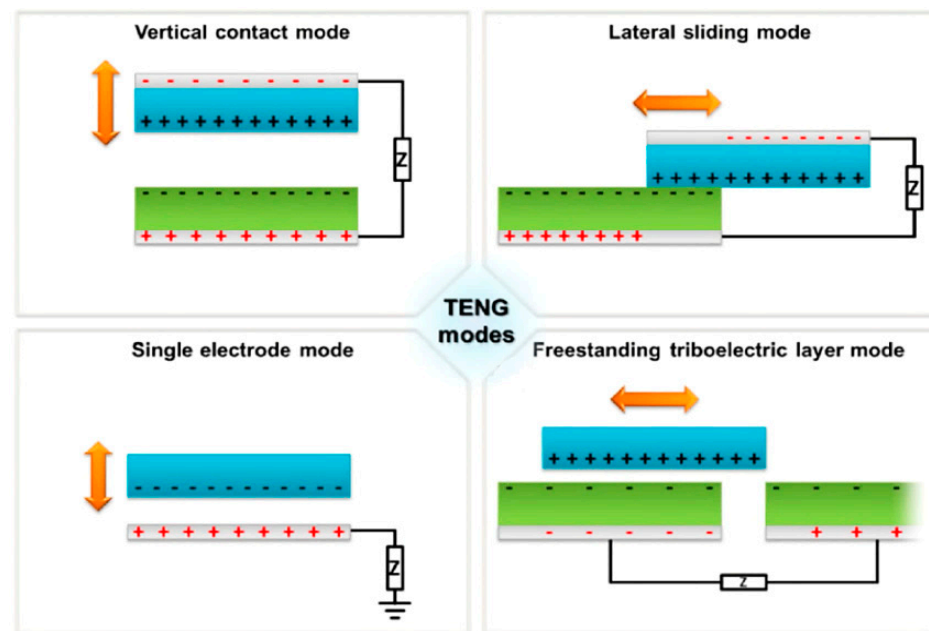 Vertical contact mode
Lateral sliding mode
- - - - - - - - -
+ + + + + + + + + + + +
Z
- - - - - - - - - - - -
+ + + + + + + + +
- - - - - - - -
+ + + + + + + + + + + +
Z
- - - - - - - - - - - -
+ + + + + + + +
TENG
modes
Single electrode mode
Freestanding triboelectric layer mode
- - - - - - - - - - - -
+ + + + + + + + +
Z
+ + + + + + + + + + + +
- - - - - -
- - - -
- - - - -
+ + +
Z